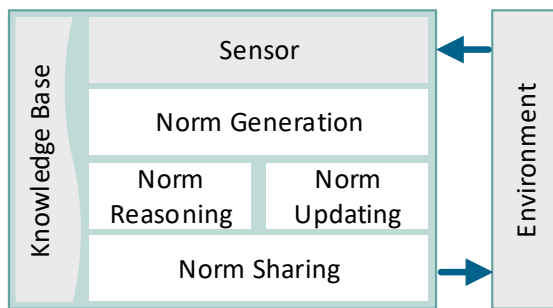 Knowledge Base
Sensor
Norm Generation
Norm
Reasoning
Norm
Updating
Norm Sharing
Environment